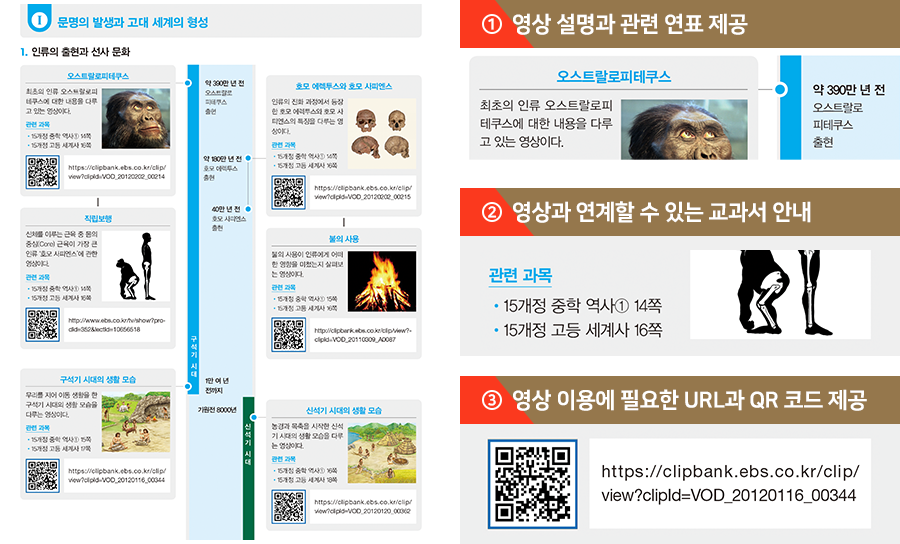 I 문명의 발생과 고대 세계의 형성
1. 인류의 출현과 선사 문화
오스트랄로피테쿠스
최초의 인류 오스트랄로피
테쿠스에 대한 내용을 다루
고 있는 영상이다.
관련 과목
· 15개정 중학 역사① 14쪽
· 15개정 고등 세계사 16쪽
https://clipbank.ebs.co.kr/clip/
view?clipId=VOD_20120202_00214
직립보행
신체를 이루는 근육 중 몸의
중심(Core) 근육이 가장 큰
인류 '호모 사피엔스'에 관한
영상이다.
관련 과목
· 15개정 중학 역사① 14쪽
· 15개정 고등 세계사 16쪽
http://www.ebs.co.kr/tv/show?pro-
dId=352&lectId=10656518
구석기 시대의 생활 모습
무리를 지어 이동 생활을 한
구석기 시대의 생활 모습을
다루는 영상이다.
관련 과목
· 15개정 중학 역사① 15쪽
· 15개정 고등 세계사 17쪽
https://clipbank.ebs.co.kr/clip/
view?clipId=VOD_20120116_00344
약 390만 년 전
오스트랄로
피테쿠스
출현
약 180만 년 전
호모 에렉투스
출현
40만 년 전
호모 사피엔스
출현
구석기 시대
1만 여 년
전까지
기원전 8000년
신석기 시대
호모 에렉투스와 호모 사피엔스
인류의 진화 과정에서 등장
한 호모 에렉투스와 호모 사
피엔스의 특징을 다루는 영
상이다.
관련 과목
· 15개정 중학 역사① 14쪽
· 15개정 고등 세계사 16쪽
https://clipbank.ebs.co.kr/clip/
view?clipId=VOD_20120202_00215
불의 사용
불의 사용이 인류에게 어떠
한 영향을 미쳤는지 살펴보
는 영상이다.
관련 과목
· 15개정 중학 역사① 15쪽
· 15개정 고등 세계사 16쪽
http://clipbank.ebs.co.kr/clip/view?-
clipId=VOD_20110309_A0087
신석기 시대의 생활 모습
농경과 목축을 시작한 신석
기 시대의 생활 모습을 다루
는 영상이다.
관련 과목
· 15개정 중학 역사① 16쪽
· 15개정 고등 세계사 18쪽
https://clipbank.ebs.co.kr/clip/
view?clipId=VOD_20120120_00362
① 영상 설명과 관련 연표 제공
오스트랄로피테쿠스
최초의 인류 오스트랄로피
테쿠스에 대한 내용을 다루
고 있는 영상이다.
약 390만 년 전
오스트랄로
피테쿠스
출현
② 영상과 연계할 수 있는 교과서 안내
관련 과목
· 15개정 중학 역사① 14쪽
· 15개정 고등 세계사 16쪽
③ 영상 이용에 필요한 URL과 QR 코드 제공
https://clipbank.ebs.co.kr/clip/
view?clipId=VOD_20120116_00344